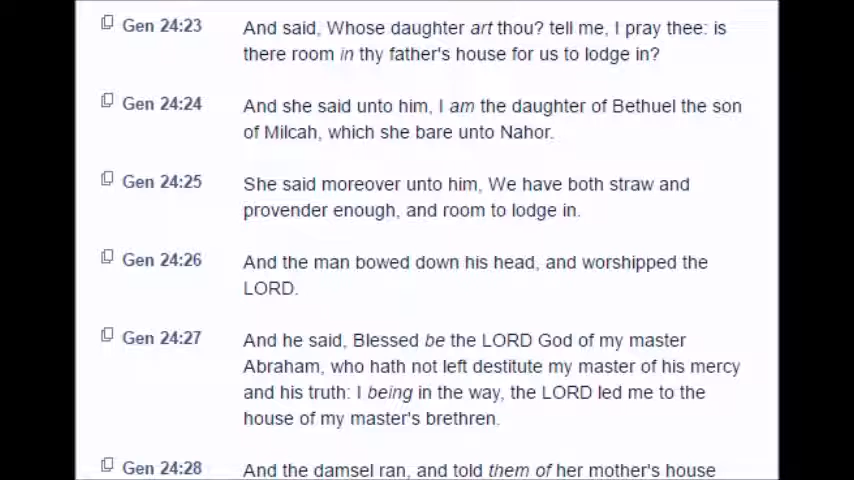 Gen 24:23 And said, Whose daughter art thou? tell me, I pray thee: is
there room in thy father's house for us to lodge in?
Gen 24:24 And she said unto him, I am the daughter of Bethuel the son
of Milcah, which she bare unto Nahor.
Gen 24:25 She said moreover unto him, We have both straw and
provender enough, and room to lodge in.
Gen 24:26 And the man bowed down his head, and worshipped the
LORD.
Gen 24:27 And he said, Blessed be the LORD God of my master
Abraham, who hath not left destitute my master of his mercy
and his truth: I being in the way, the LORD led me to the
house of my master's brethren.
Gen 24:28 And the damsel ran, and told them of her mother's house